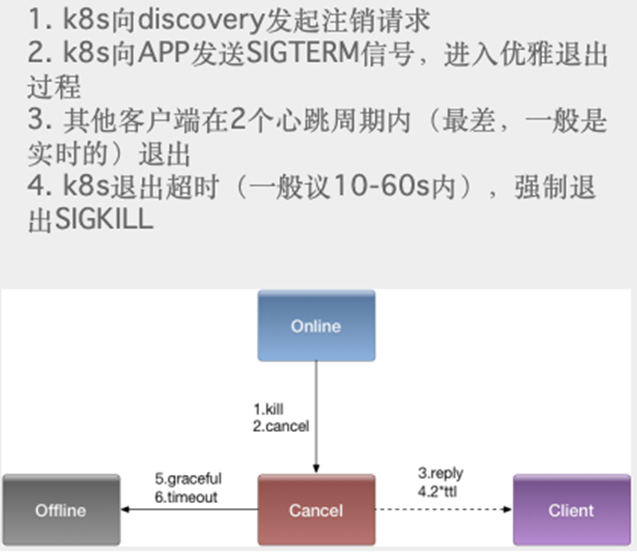 1. k8s向discovery发起注销请求
2. k8s向APP发送SIGTERM信号，进入优雅退出
过程
3. 其他客户端在2个心跳周期内（最差，一般是
实时的）退出
4. k8s退出超时（一般议10-60s内），强制退
出SIGKILL
Online
1.kill
2.cancel
5.graceful
6.timeout
3.reply
4.2*ttl
Offline
Cancel
Client